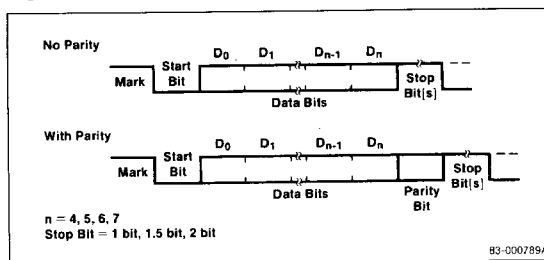 No Parity
D0 D1 Dn-1 Dn
Start
Bit
Mark
Stop
Bit[s]
Data Bits
With Parity
D0 D1 Dn-1 Dn
Start
Bit
Mark
Stop
Bit[s]
Data Bits
Parity
Bit
n = 4, 5, 6, 7
Stop Bit = 1 bit, 1.5 bit, 2 bit
83-000789A